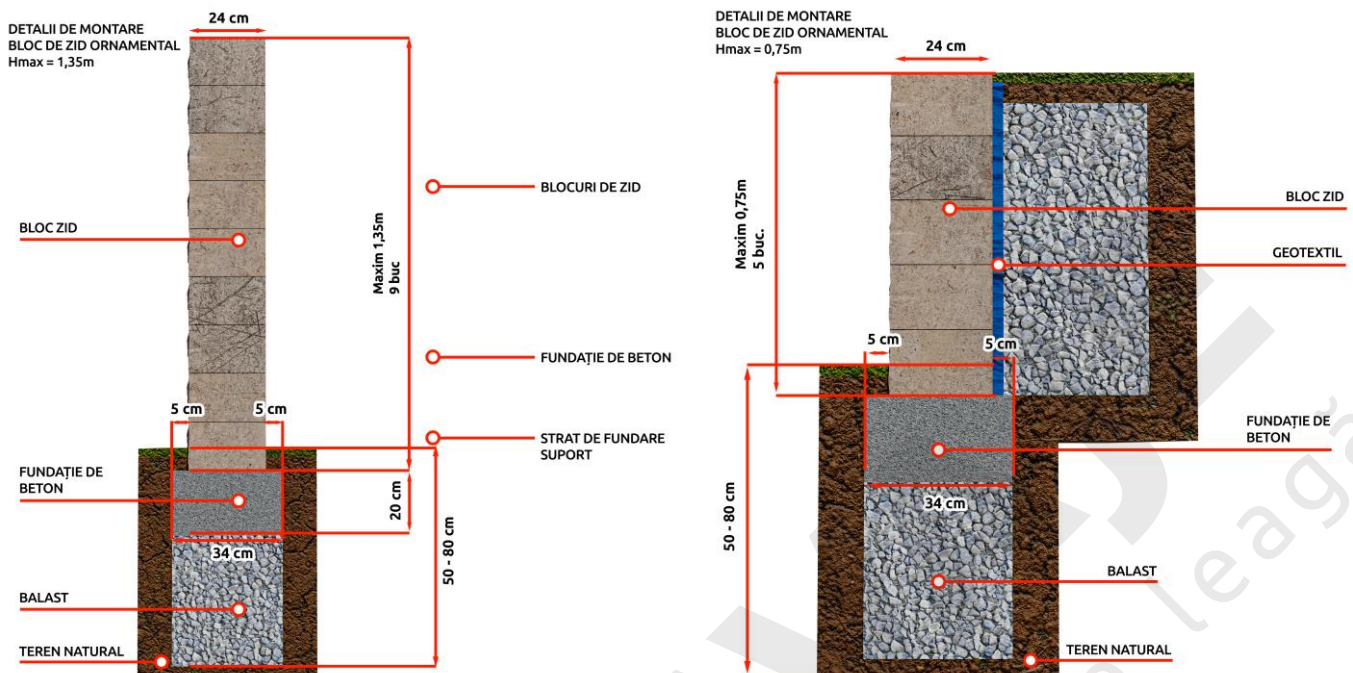 DETALII DE MONTARE
BLOC DE ZID ORNAMENTAL
Hmax = 1,35m
24 cm
BLOC ZID
Maxim 1,35m
9 buc
BLOCURI DE ZID
FUNDAȚIE DE BETON
STRAT DE FUNDARE
SUPORT
5 cm
5 cm
FUNDAȚIE DE
BETON
20 cm
34 cm
50 - 80 cm
BALAST
TEREN NATURAL
DETALII DE MONTARE
BLOC DE ZID ORNAMENTAL
Hmax = 0,75m
24 cm
Maxim 0,75m
5 buc.
BLOC ZID
GEOTEXTIL
5 cm
5 cm
FUNDAȚIE DE
BETON
34 cm
50 - 80 cm
BALAST
TEREN NATURAL